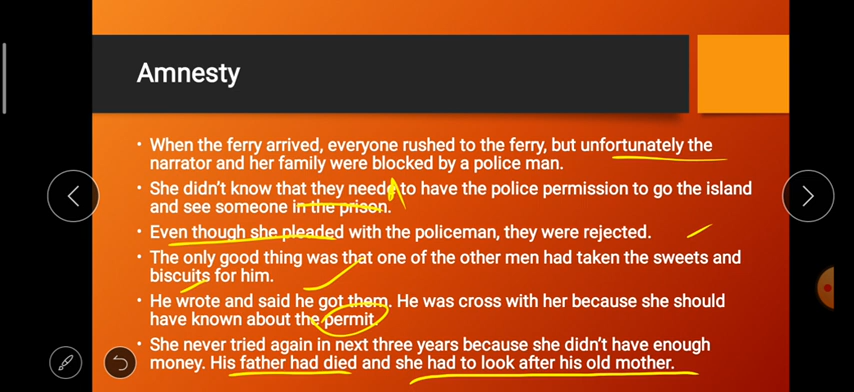 Amnesty
• When the ferry arrived, everyone rushed to the ferry, but unfortunately the
narrator and her family were blocked by a police man.
• She didn't know that they need to have the police permission to go the island
and see someone in the prison.
• Even though she pleaded with the policeman, they were rejected.
• The only good thing was that one of the other men had taken the sweets and
biscuits for him.
• He wrote and said he got them. He was cross with her because she should
have known about the permit.
• She never tried again in next three years because she didn't have enough
money. His father had died and she had to look after his old mother.